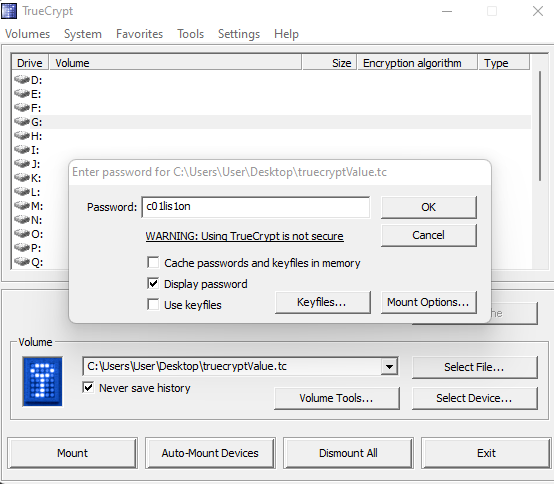 TrueCrypt
Volumes System Favorites Tools Settings Help
Drive Volume Size Encryption algorithm Type
D:
E:
F:
G:
H:
I:
J:
K:
L:
M:
N:
O:
P:
Q:
Enter password for C:\Users\User\Desktop\truecryptValue.tc
Password: c01lis1on OK
WARNING: Using TrueCrypt is not secure Cancel
Cache passwords and keyfiles in memory
Display password
Use keyfiles Keyfiles... Mount Options...
Volume
C:\Users\User\Desktop\truecryptValue.tc Select File...
Never save history Volume Tools... Select Device...
Mount Auto-Mount Devices Dismount All Exit